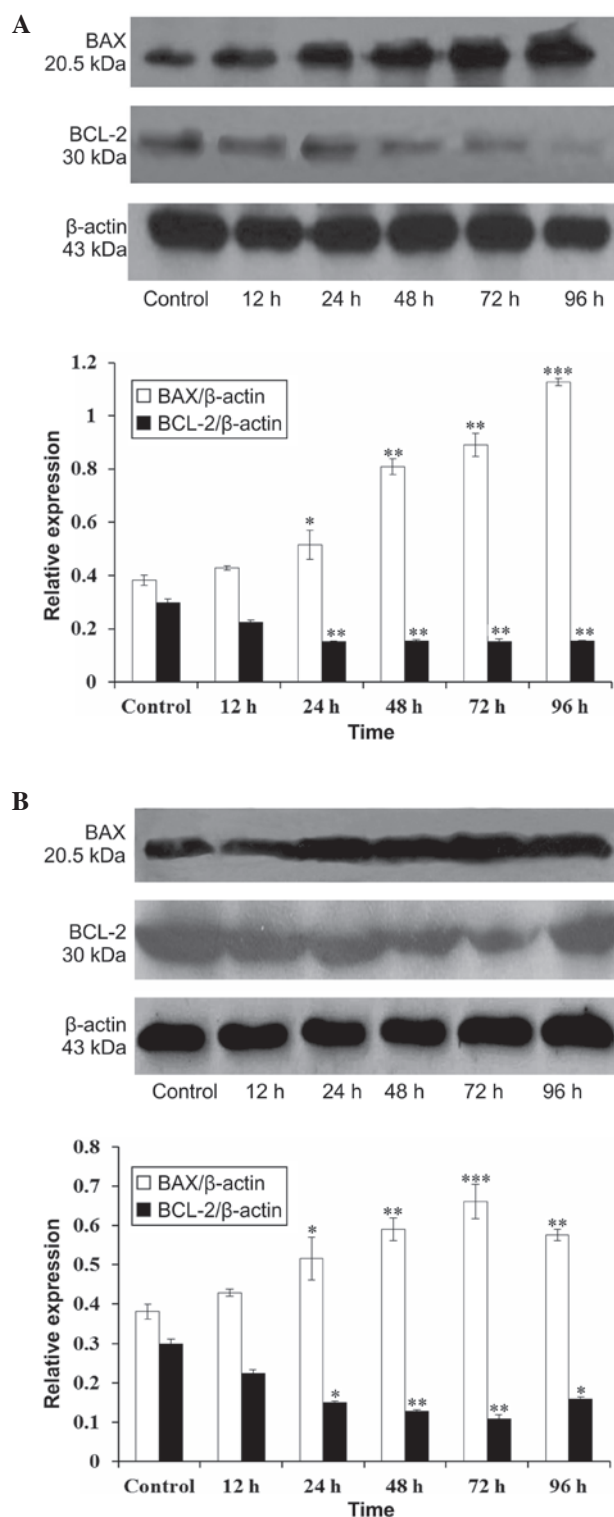 A
BAX
20.5 kDa
BCL-2
30 kDa
β-actin
43 kDa
Control 12 h 24 h 48 h 72 h 96 h
1.2
1
0.8
0.6
0.4
0.2
0
Relative expression
BAX/β-actin
BCL-2/β-actin
* ** ** ***
** ** ** **
Control 12 h 24 h 48 h 72 h 96 h
Time
B
BAX
20.5 kDa
BCL-2
30 kDa
β-actin
43 kDa
Control 12 h 24 h 48 h 72 h 96 h
0.8
0.7
0.6
0.5
0.4
0.3
0.2
0.1
0
Relative expression
BAX/β-actin
BCL-2/β-actin
* ** *** **
* ** ** *
Control 12 h 24 h 48 h 72 h 96 h
Time